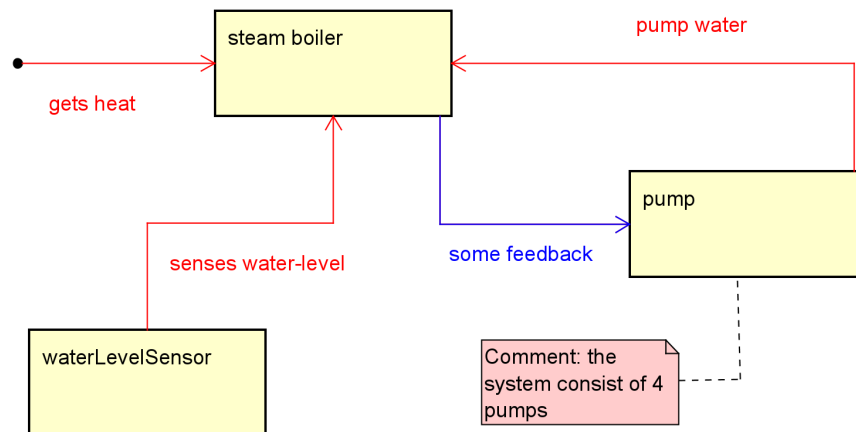 steam boiler
pump water
gets heat
pump
senses water-level
some feedback
waterLevelSensor
Comment: the
system consist of 4
pumps